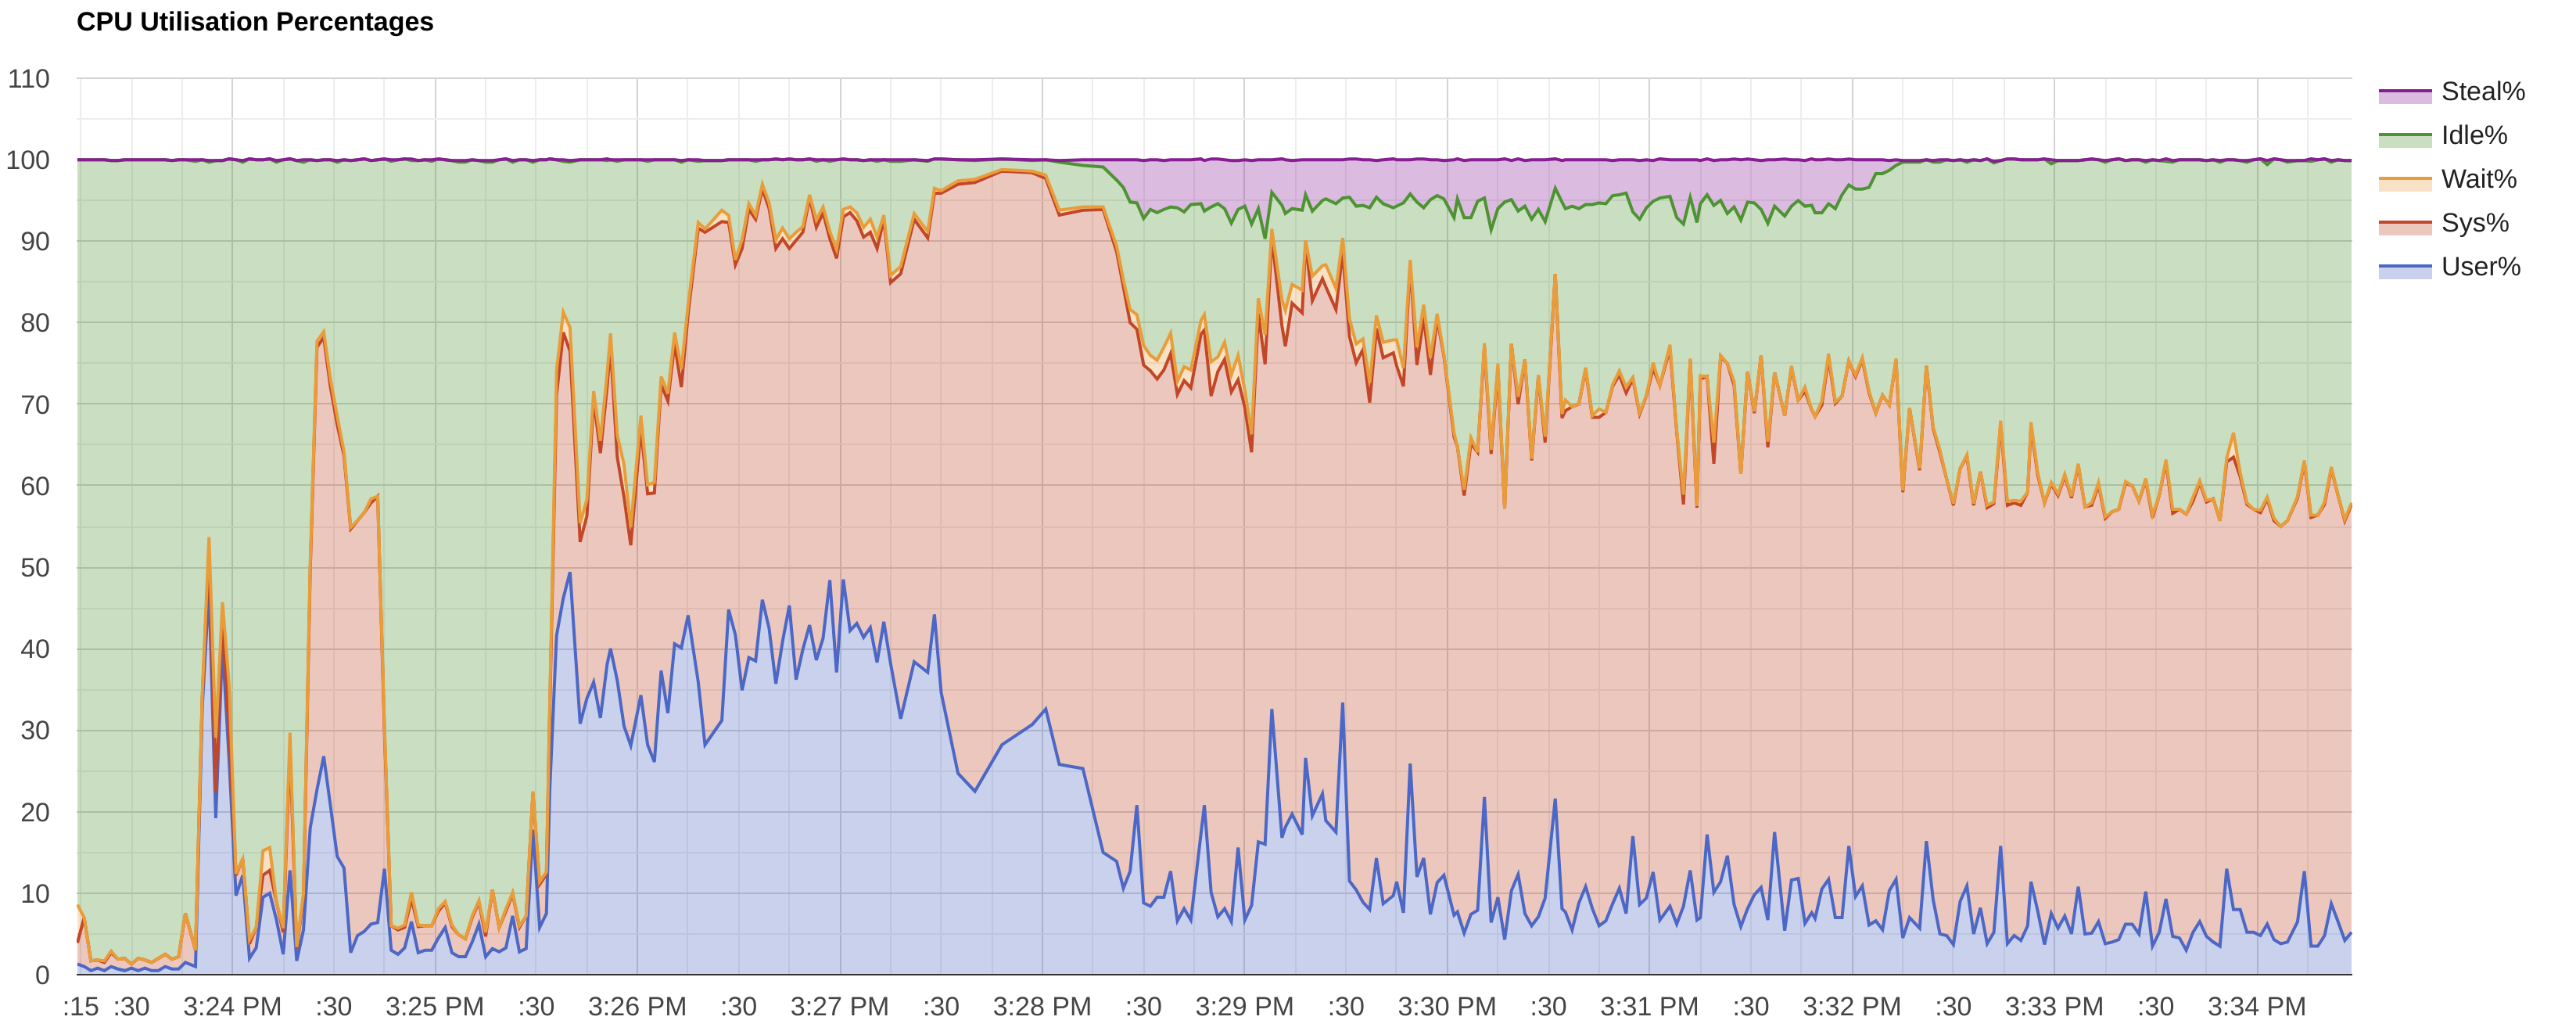 CPU Utilisation Percentages
110
100
90
80
70
60
50
40
30
20
10
0
:15 :30 3:24 PM :30 3:25 PM :30 3:26 PM :30 3:27 PM :30 3:28 PM :30 3:29 PM :30 3:30 PM :30 3:31 PM :30 3:32 PM :30 3:33 PM :30 3:34 PM
Steal%
Idle%
Wait%
Sys%
User%